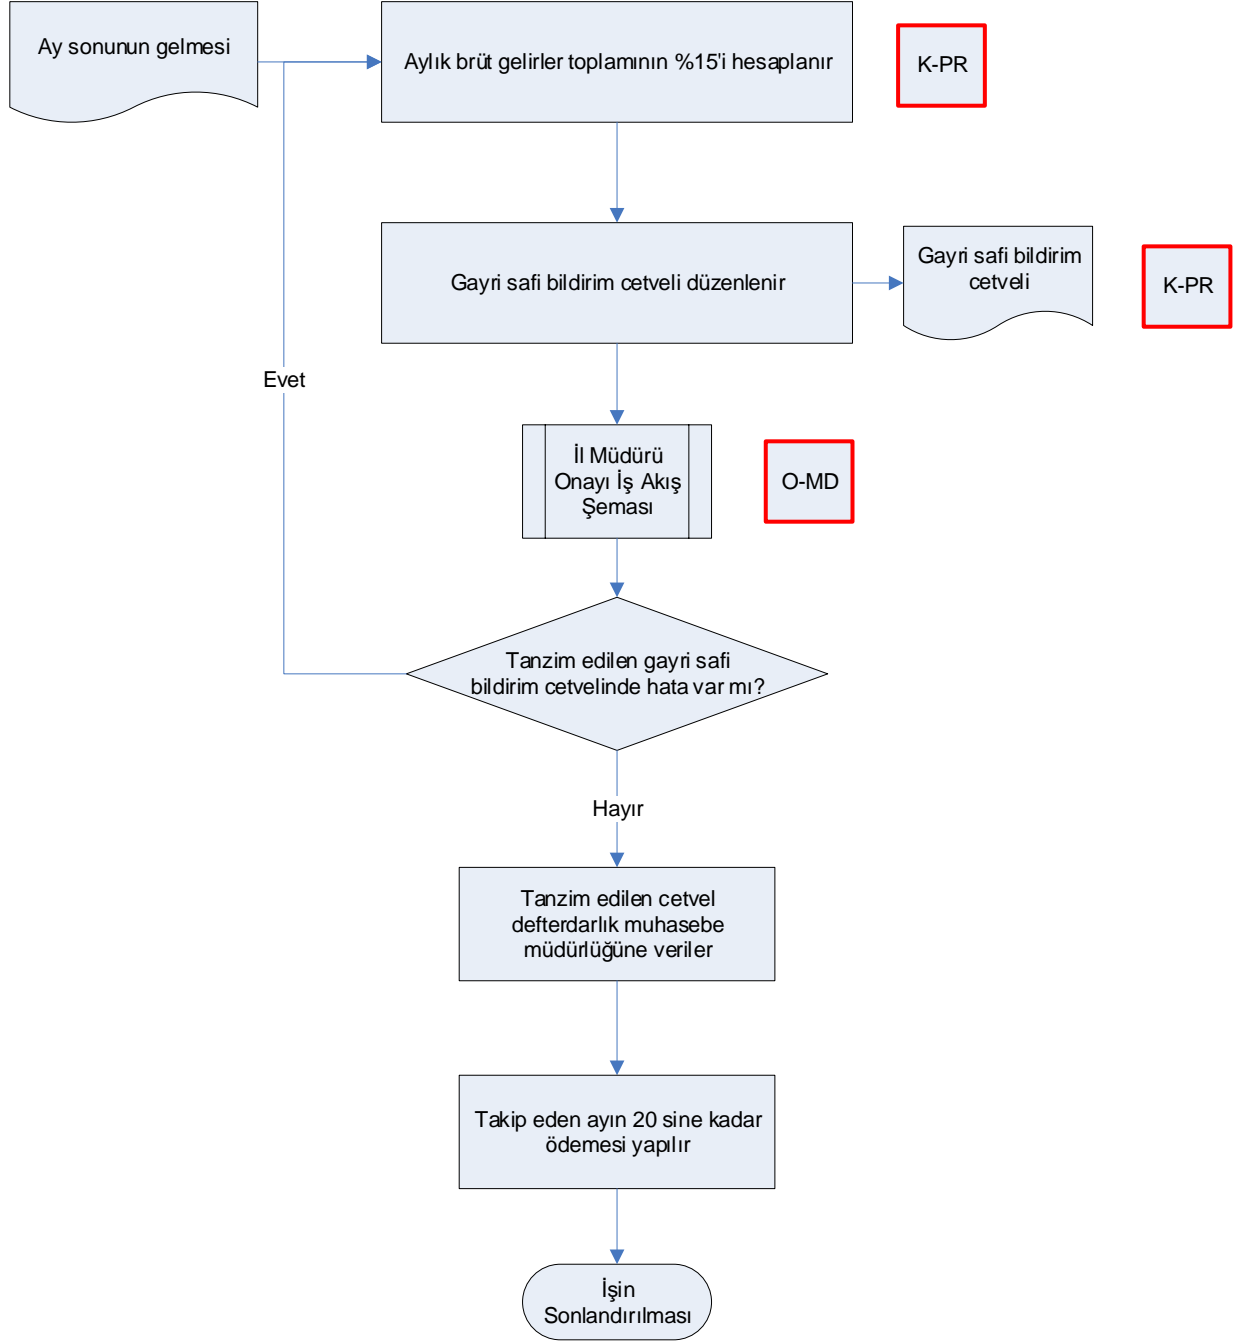 Ay sonunun gelmesi
Aylık brüt gelirler toplamının %15'i hesaplanır
K-PR
Gayri safi bildirim cetveli düzenlenir
Gayri safi bildirim
cetveli
K-PR
Evet
İl Müdürü
Onayı İş Akış
Şeması
O-MD
Tanzim edilen gayri safi
bildirim cetvelinde hata var mı?
Hayır
Tanzim edilen cetvel
defterdarlık muhasebe
müdürlüğüne veriler
Takip eden ayın 20 sine kadar
ödemesi yapılır
İşin
Sonlandırılması